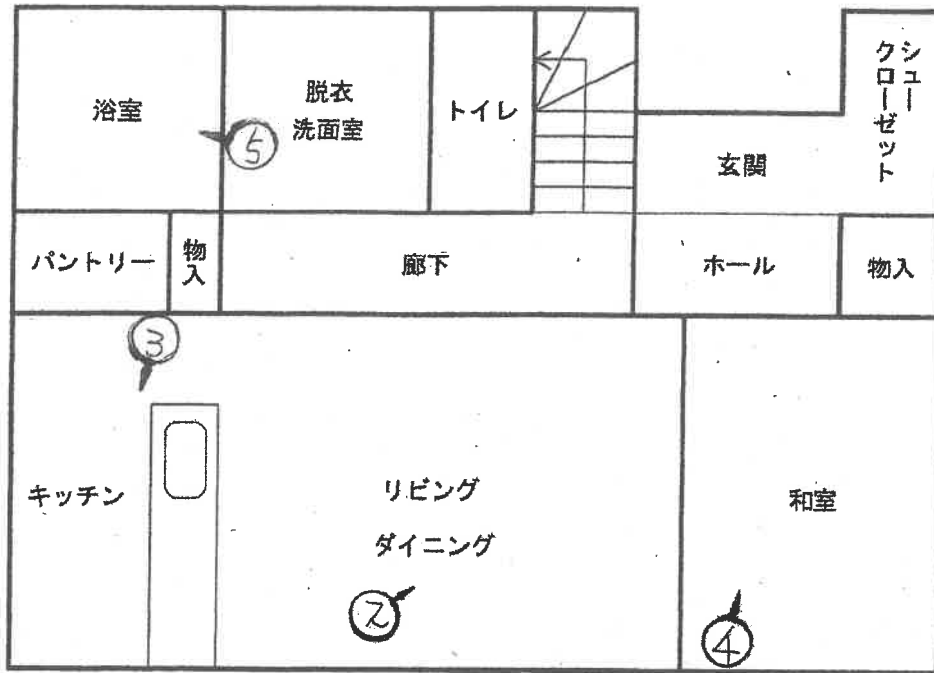 浴室
脱衣
洗面室
トイレ
玄関
シュー
クローゼット
パントリー
物入
廊下
ホール
物入
キッチン
リビング
ダイニング
和室
⑤
③
②
④